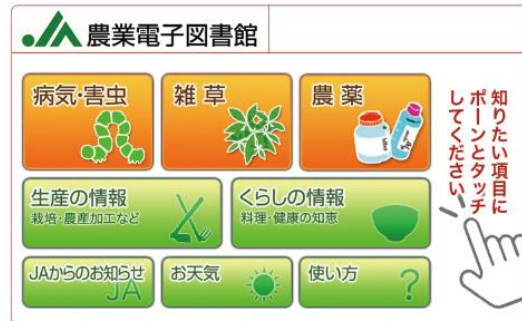 農業電子図書館
病気・害虫
雑草
農薬
知りたい項目に
ポーンとタッチ
してください
生産の情報
栽培・農産加工など
くらしの情報
料理・健康の知恵
JAからのお知らせ
JA
お天気
使い方
?